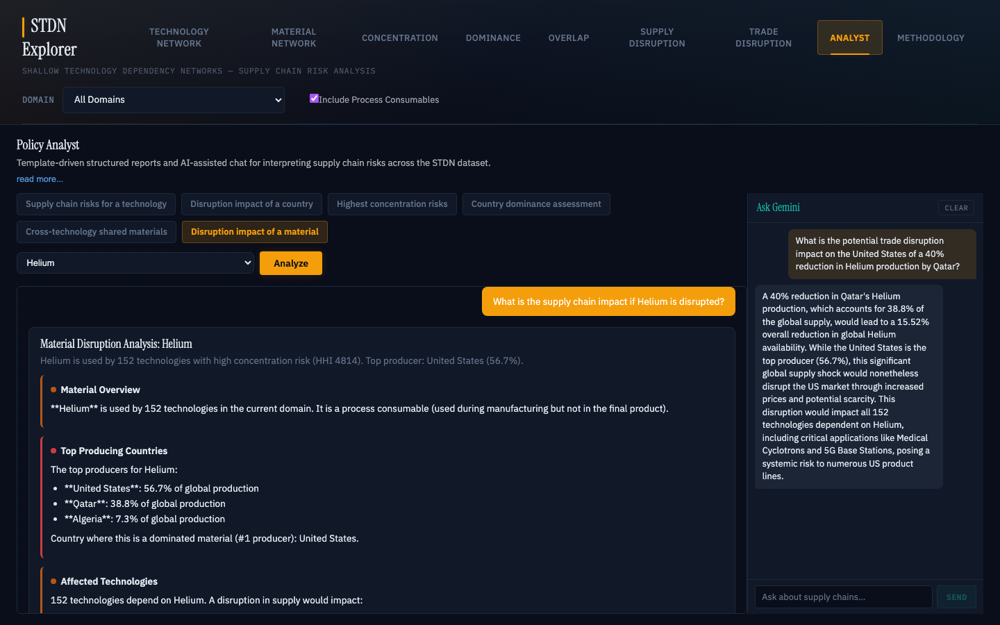 STDN
Explorer
TECHNOLOGY
NETWORK
MATERIAL
NETWORK
CONCENTRATION
DOMINANCE
OVERLAP
SUPPLY
DISRUPTION
TRADE
DISRUPTION
ANALYST
METHODOLOGY
SHALLOW TECHNOLOGY DEPENDENCY NETWORKS — SUPPLY CHAIN RISK ANALYSIS
DOMAIN
All Domains
Include Process Consumables
Policy Analyst
Template-driven structured reports and AI-assisted chat for interpreting supply chain risks across the STDN dataset.
read more...
Supply chain risks for a technology
Disruption impact of a country
Highest concentration risks
Country dominance assessment
Cross-technology shared materials
Disruption impact of a material
Helium
Analyze
What is the supply chain impact if Helium is disrupted?
Material Disruption Analysis: Helium
Helium is used by 152 technologies with high concentration risk (HHI 4814). Top producer: United States (56.7%).
Material Overview
**Helium** is used by 152 technologies in the current domain. It is a process consumable (used during manufacturing but not in the final product).
Top Producing Countries
The top producers for Helium:
• **United States**: 56.7% of global production
• **Qatar**: 38.8% of global production
• **Algeria**: 7.3% of global production
Country where this is a dominated material (#1 producer): United States.
Affected Technologies
152 technologies depend on Helium. A disruption in supply would impact:
Ask Gemini
CLEAR
What is the potential trade disruption
impact on the United States of a 40%
reduction in Helium production by Qatar?
A 40% reduction in Qatar's Helium
production, which accounts for 38.8% of
the global supply, would lead to a 15.52%
overall reduction in global Helium
availability. While the United States is the
top producer (56.7%), this significant
global supply shock would nonetheless
disrupt the US market through increased
prices and potential scarcity. This
disruption would impact all 152
technologies dependent on Helium,
including critical applications like Medical
Cyclotrons and 5G Base Stations, posing a
systemic risk to numerous US product
lines.
Ask about supply chains...
SEND